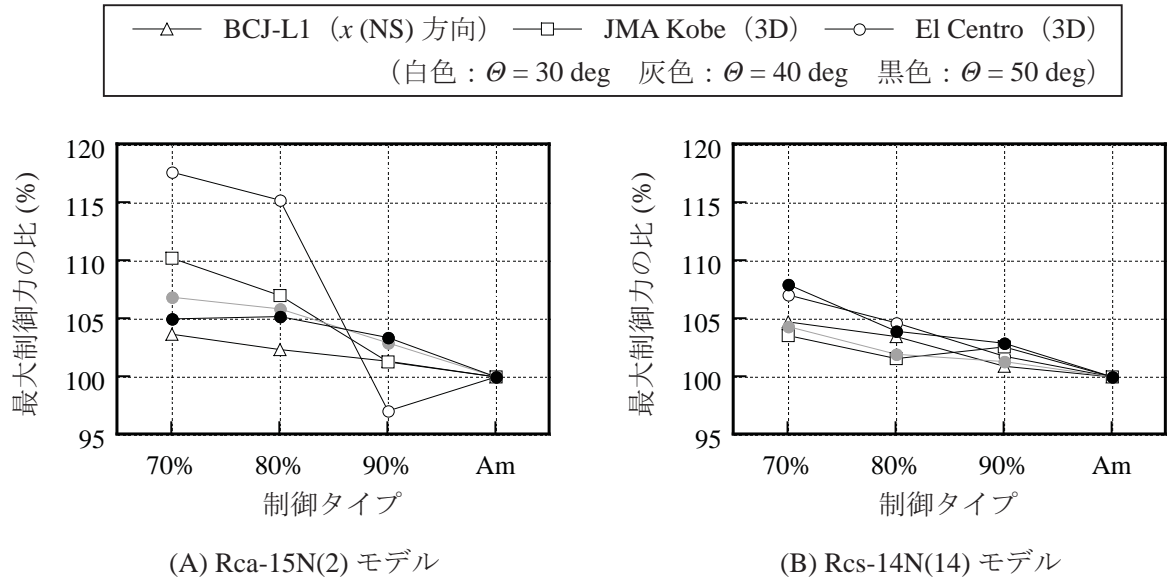 BCJ-L1（x (NS) 方向） JMA Kobe（3D） El Centro（3D）
（白色：Θ = 30 deg 灰色：Θ = 40 deg 黒色：Θ = 50 deg）
最大制御力の比 (%)
120
115
110
105
100
95
70% 80% 90% Am
制御タイプ
(A) Rca-15N(2) モデル
最大制御力の比 (%)
120
115
110
105
100
95
70% 80% 90% Am
制御タイプ
(B) Rcs-14N(14) モデル